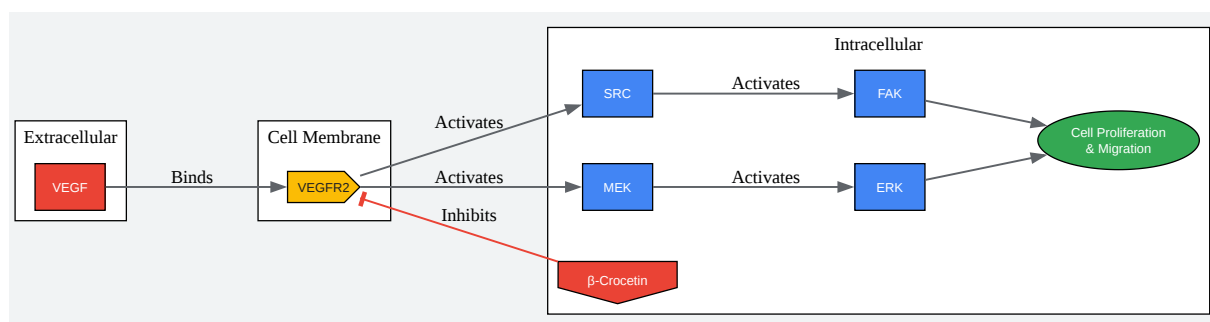 Intracellular
Extracellular
VEGF
Binds
Cell Membrane
VEGFR2
Activates
Activates
Inhibits
SRC
Activates
FAK
MEK
Activates
ERK
β-Crocetin
Cell Proliferation
& Migration